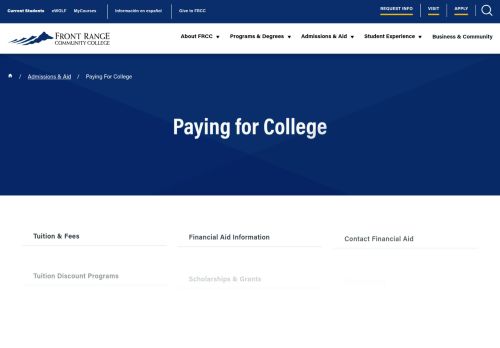 Current Students eWOLF MyCourses Información en español Give to FRCC REQUEST INFO VISIT APPLY
FRONT RANGE
COMMUNITY COLLEGE
About FRCC Programs & Degrees Admissions & Aid Student Experience Business & Community
/ Admissions & Aid / Paying For College
Paying for College
Tuition & Fees Financial Aid Information Contact Financial Aid
Tuition Discount Programs Scholarships & Grants